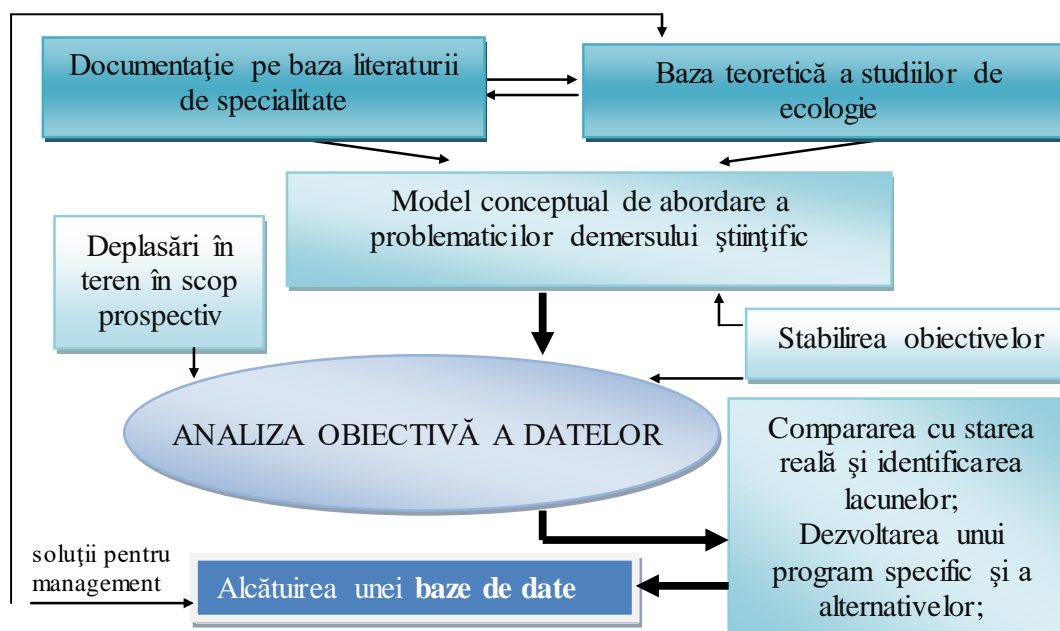 Documentaţie pe baza literaturii
de specialitate
Baza teoretică a studiilor de
ecologie
Model conceptual de abordare a
problematicilor demersului ştiinţific
Deplasări în
teren în scop
prospectiv
Stabilirea obiectivelor
ANALIZA OBIECTIVĂ A DATELOR
Compararea cu starea
reală şi identificarea
lacunelor;
Dezvoltarea unui
program specific şi a
alternativelor;
soluţii pentru
management
Alcătuirea unei baze de date